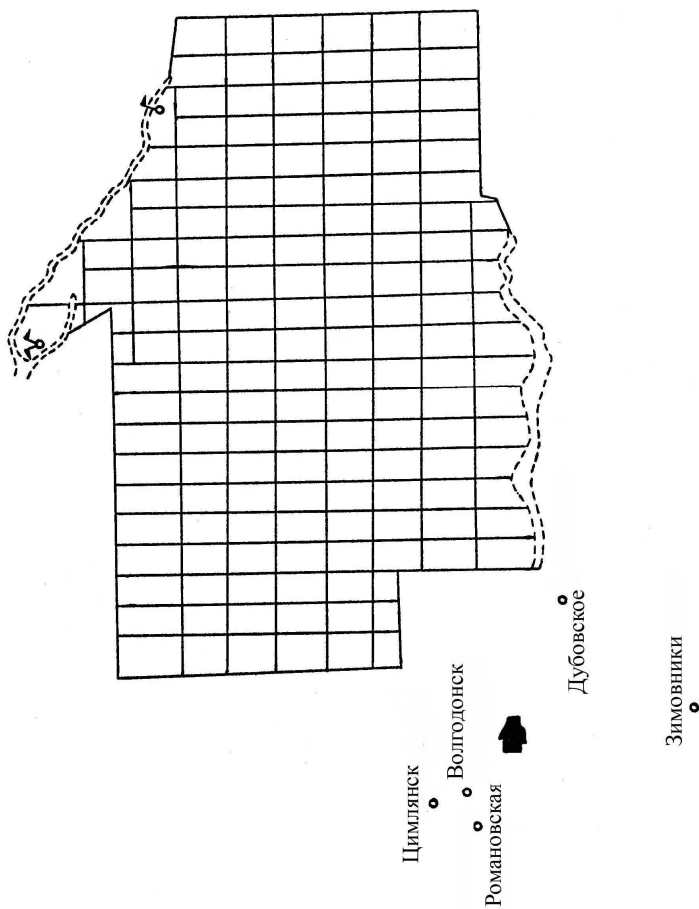 Цимлянск
Волгодонск
Романовская
Дубовское
Зимовники